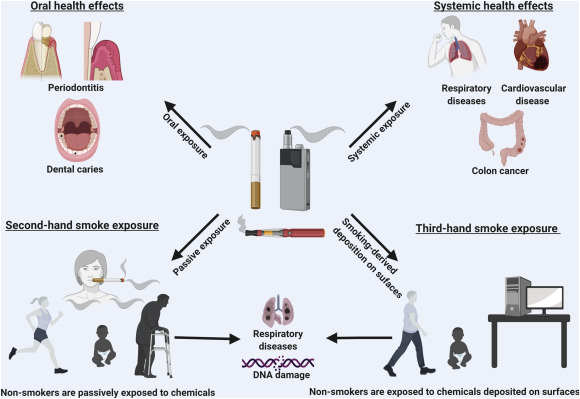 Oral health effects
Systemic health effects
Periodontitis
Dental caries
Respiratory
diseases
Cardiovascular
disease
Colon cancer
Oral exposure
Systemic exposure
Second-hand smoke exposure
Passive exposure
Smoking-derived
deposition on sufaces
Third-hand smoke exposure
Respiratory
diseases
DNA damage
Non-smokers are passively exposed to chemicals
Non-smokers are exposed to chemicals deposited on surfaces